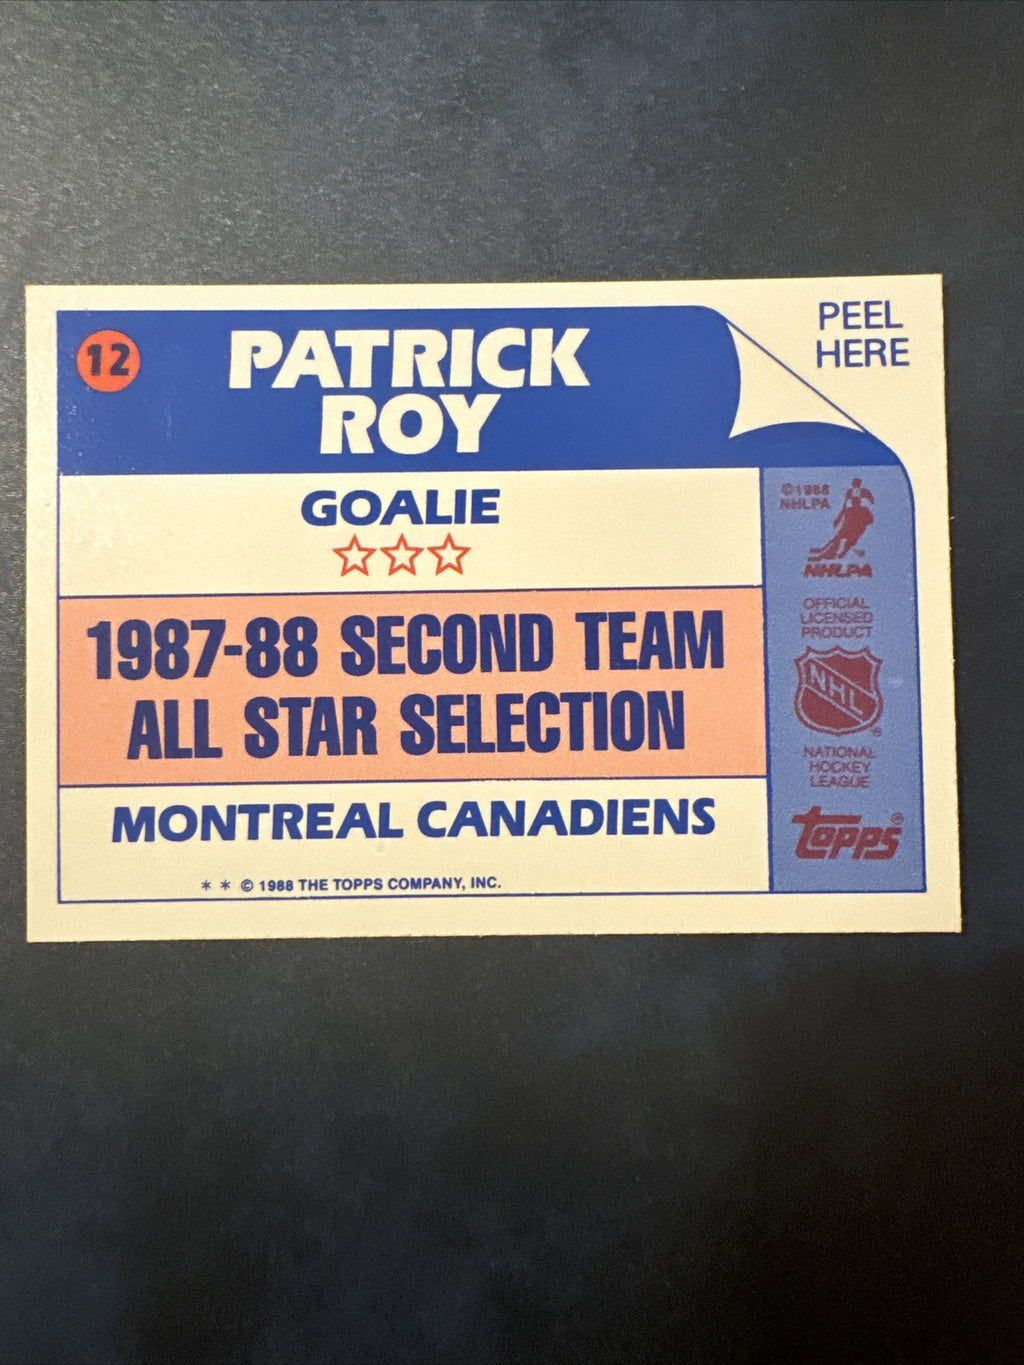 12
PATRICK
ROY
PEEL
HERE
GOALIE
1987-88 SECOND TEAM
ALL STAR SELECTION
MONTREAL CANADIENS
* * © 1988 THE TOPPS COMPANY, INC.
©1988
NHLPA
NHLPA
OFFICIAL
LICENSED
PRODUCT
NHL
NATIONAL
HOCKEY
LEAGUE
topps®